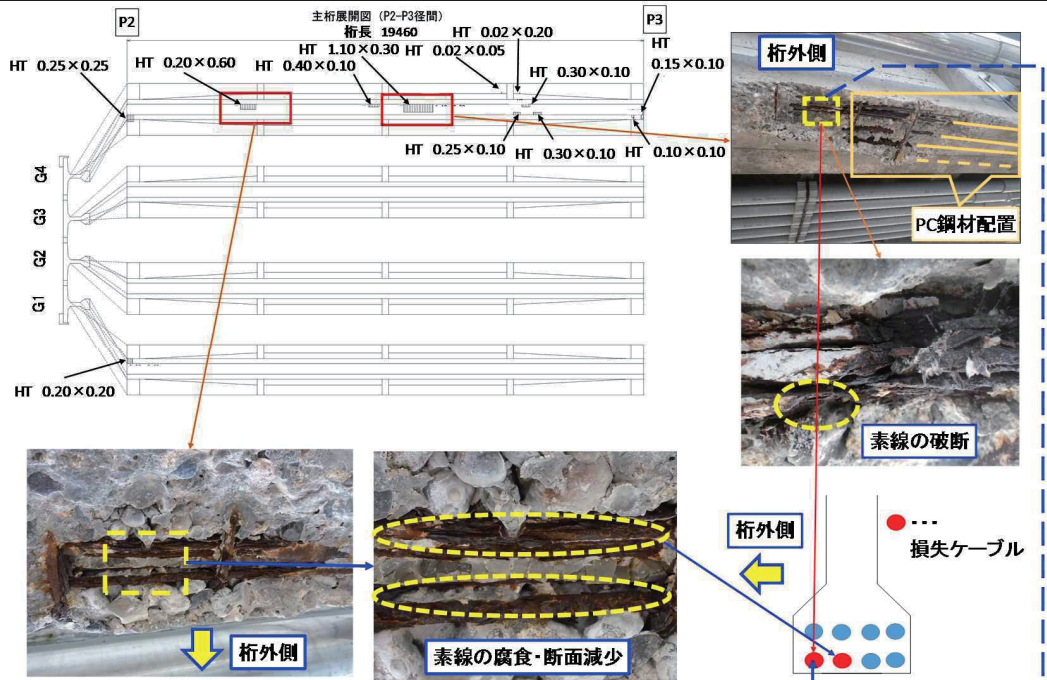 P2
主桁展開図 (P2-P3径間)
桁長 19460
P3
HT 0.25×0.25
HT 0.20×0.60
HT 0.40×0.10
HT 1.10×0.30
HT 0.02×0.05
HT 0.02×0.20
HT 0.30×0.10
HT
0.15×0.10
HT 0.25×0.10
HT 0.30×0.10
HT 0.10×0.10
G4
G3
G2
G1
HT 0.20×0.20
桁外側
PC鋼材配置
素線の破断
桁外側
素線の腐食・断面減少
桁外側
・・・
損失ケーブル